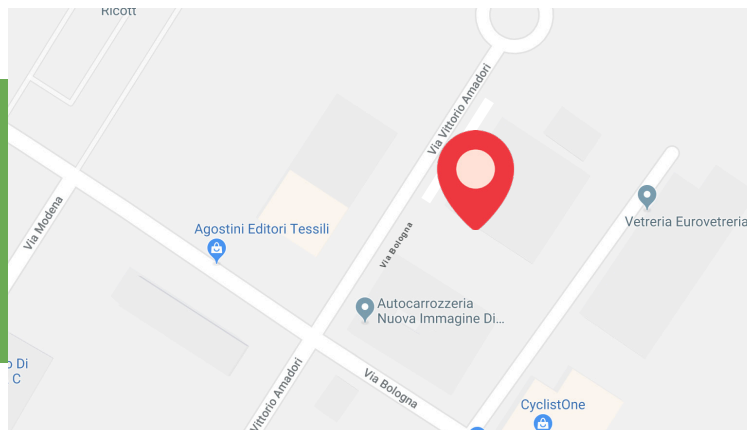 Ricott
Via Vittorio Amadori
Via Modena
Agostini Editori Tessili
Via Bologna
Vetreria Eurovetreria
Autocarrozzeria
Nuova Immagine Di...
o Di
C
Vittorio Amadori
Via Bologna
CyclistOne